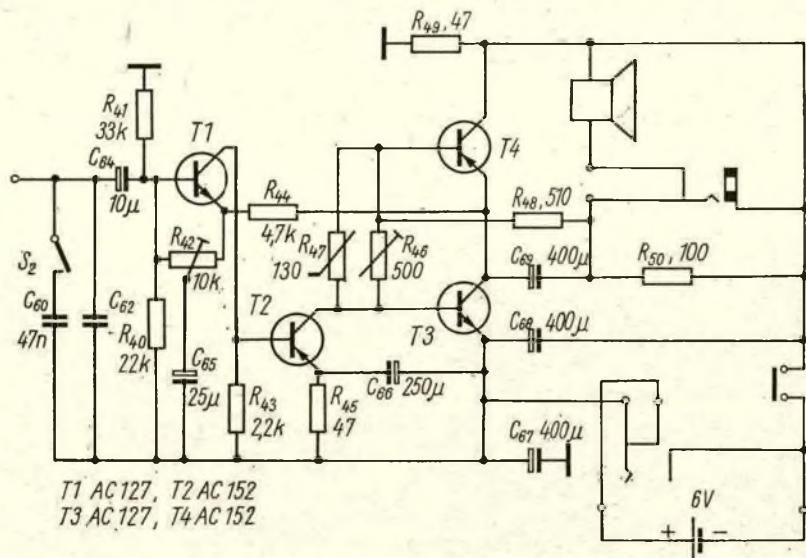 R49, 47
R41
33k
T1
C64
10μ
T4
R44
4,7k
R48, 510
R42
10k
R47
130
R46
500
C69
400μ
R50, 100
S2
C60
47n
C62
R40
22k
T2
T3
C68
400μ
C65
25μ
C66
250μ
R43
2,2k
R45
47
C67 400μ
T1 AC127, T2 AC152
T3 AC127, T4 AC152
6V
+ −